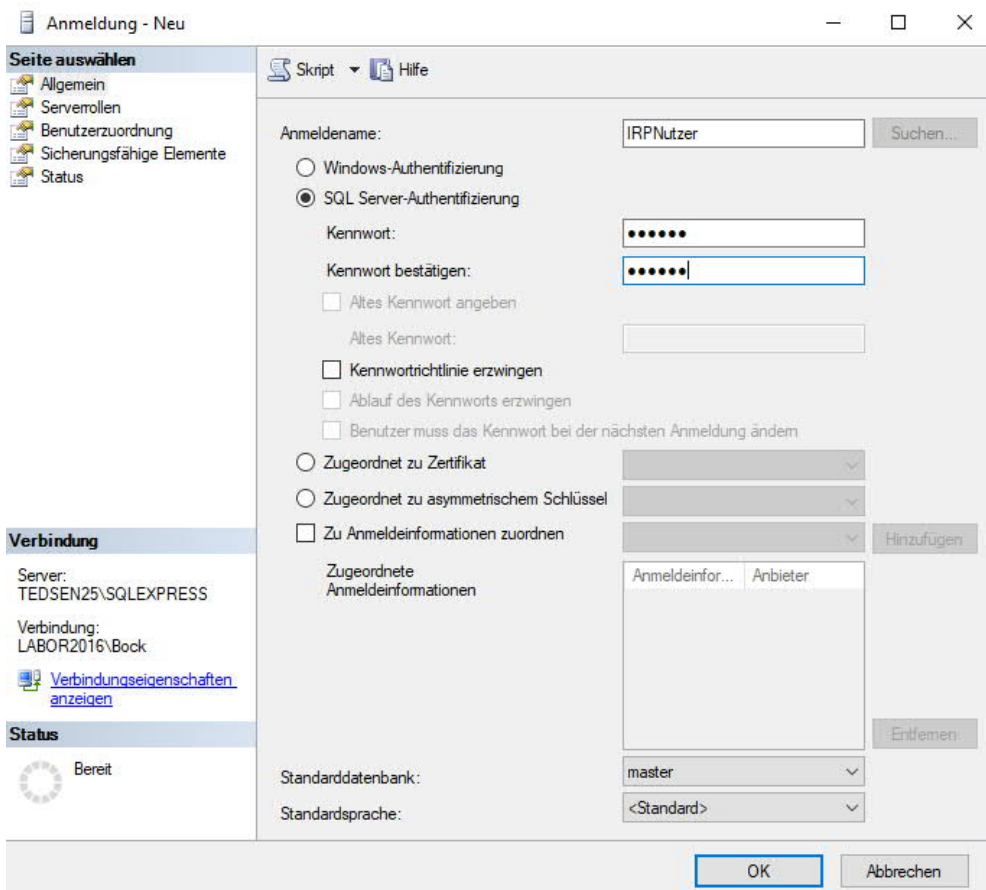 Anmeldung - Neu
Seite auswählen
Allgemein
Serverrollen
Benutzerzuordnung
Sicherungsfähige Elemente
Status
Verbindung
Server:
TEDSEN25\SQLEXPRESS
Verbindung:
LABOR2016\Bock
Verbindungseigenschaften
anzeigen
Status
Bereit
Skript
Hilfe
Anmeldename:
IRPNutzer
Suchen...
Windows-Authentifizierung
SQL Server-Authentifizierung
Kennwort:
●●●●●●
Kennwort bestätigen:
●●●●●●
Altes Kennwort angeben
Altes Kennwort:
Kennwortrichtlinie erzwingen
Ablauf des Kennworts erzwingen
Benutzer muss das Kennwort bei der nächsten Anmeldung ändern
Zugeordnet zu Zertifikat
Zugeordnet zu asymmetrischem Schlüssel
Zu Anmeldeinformationen zuordnen
Hinzufügen
Zugeordnete
Anmeldeinformationen
Anmeldeinfor... Anbieter
Entfernen
Standarddatenbank:
master
Standardsprache:
<Standard>
OK
Abbrechen